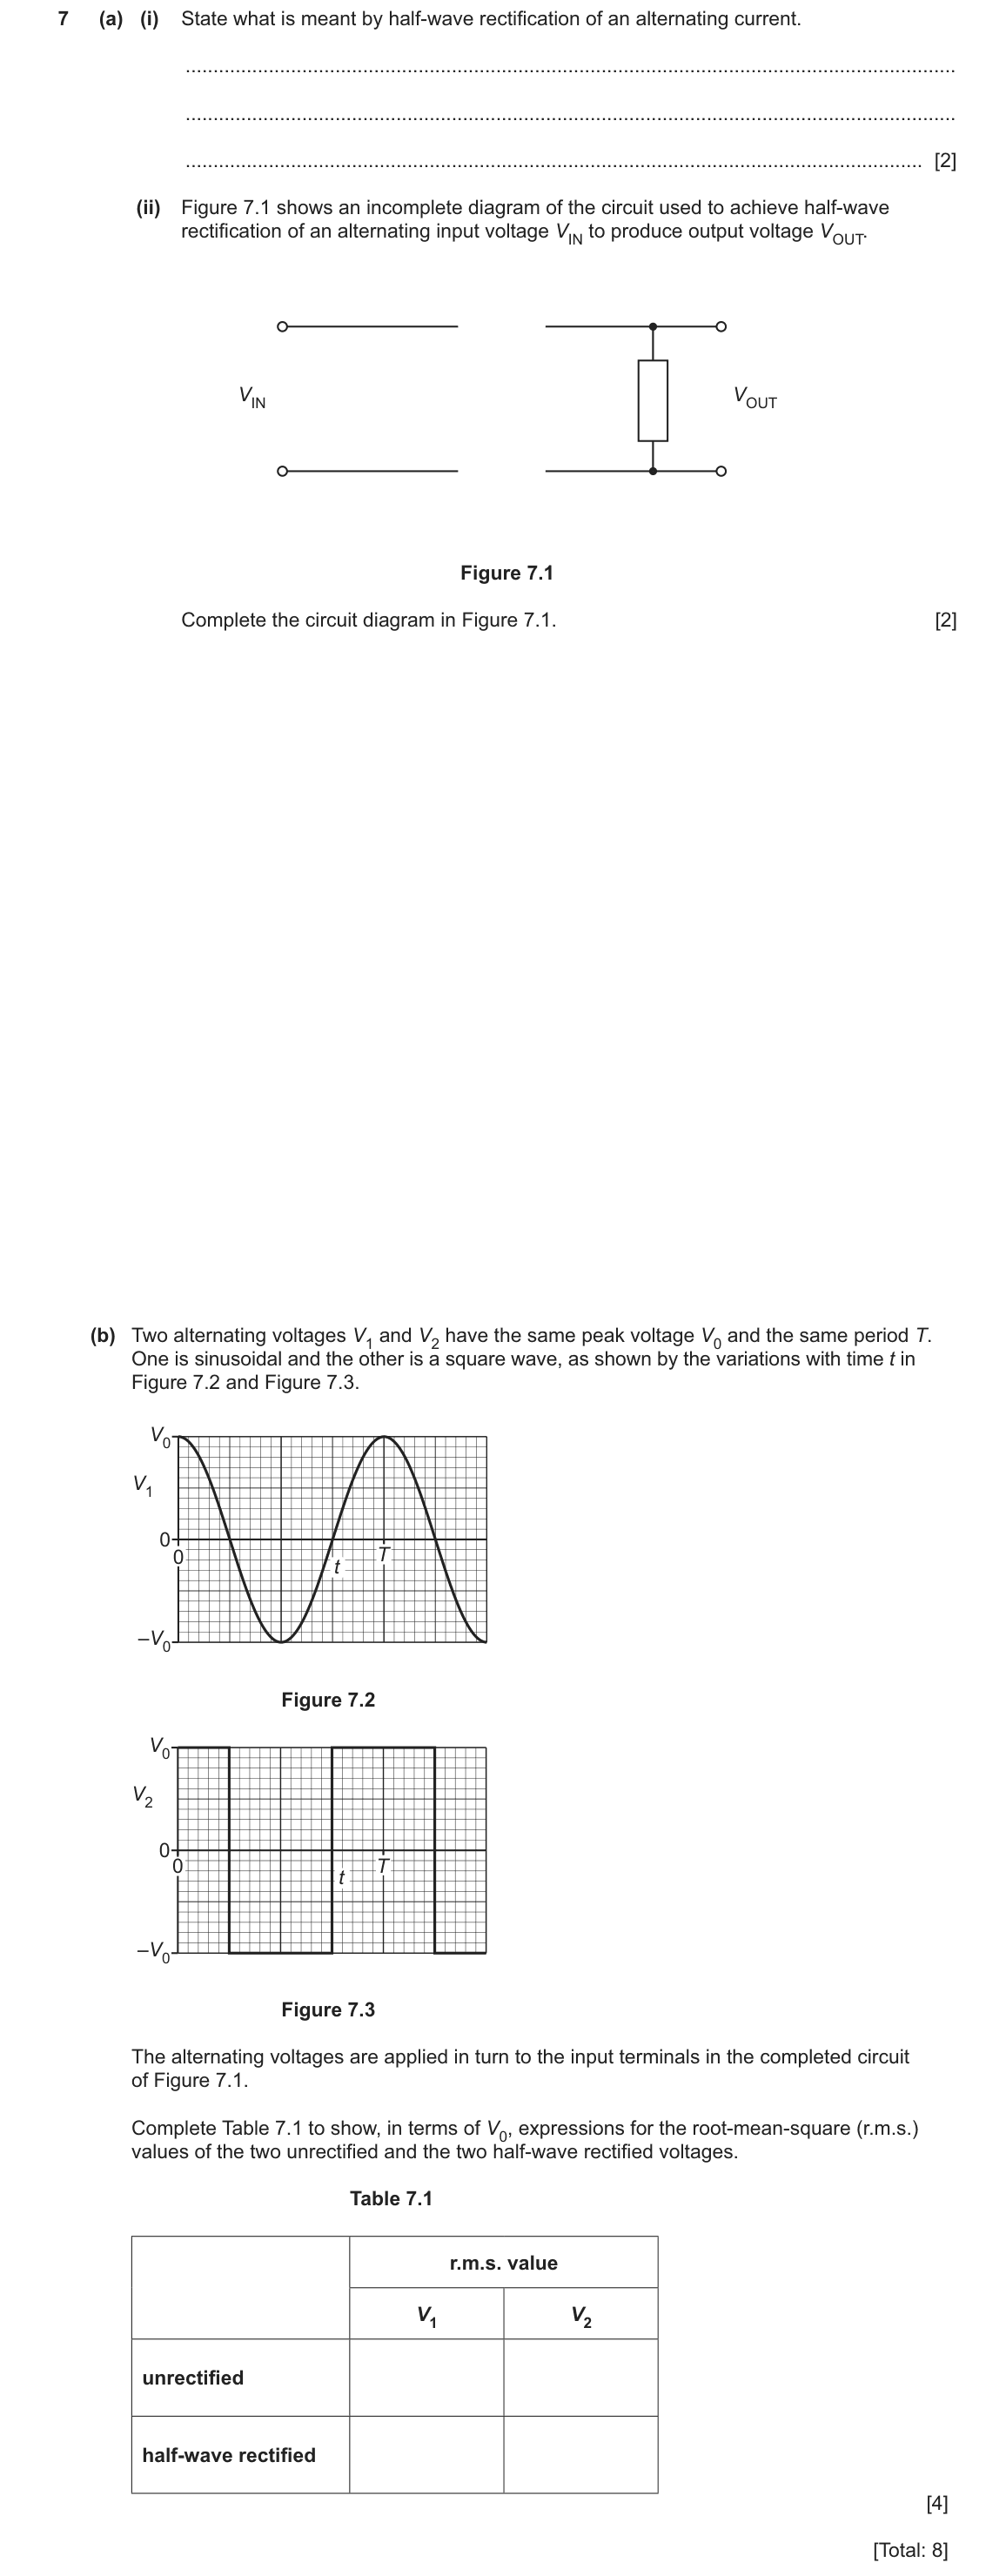 7 (a) (i) State what is meant by half-wave rectification of an alternating current.
..........................................................................................................................................
..........................................................................................................................................
.................................................................................................................................... [2]
(ii) Figure 7.1 shows an incomplete diagram of the circuit used to achieve half-wave
rectification of an alternating input voltage V_IN to produce output voltage V_OUT.
V_IN V_OUT
Figure 7.1
Complete the circuit diagram in Figure 7.1. [2]
(b) Two alternating voltages V_1 and V_2 have the same peak voltage V_0 and the same period T.
One is sinusoidal and the other is a square wave, as shown by the variations with time t in
Figure 7.2 and Figure 7.3.
V_0
V_1
0
0 t T
–V_0
Figure 7.2
V_0
V_2
0
0 t T
–V_0
Figure 7.3
The alternating voltages are applied in turn to the input terminals in the completed circuit
of Figure 7.1.
Complete Table 7.1 to show, in terms of V_0, expressions for the root-mean-square (r.m.s.)
values of the two unrectified and the two half-wave rectified voltages.
Table 7.1
r.m.s. value
V_1 V_2
unrectified
half-wave rectified
[4]
[Total: 8]